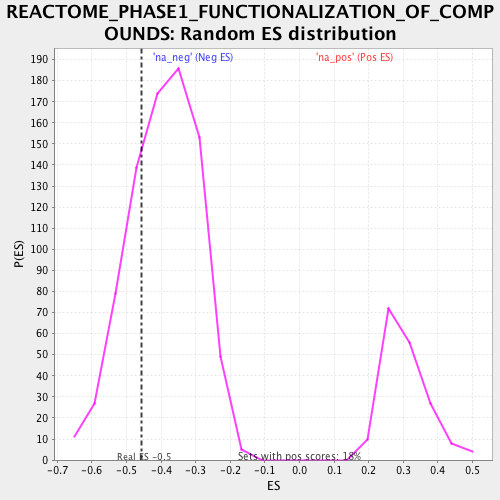 REACTOME_PHASE1_FUNCTIONALIZATION_OF_COMP
OUNDS: Random ES distribution
'na_neg' (Neg ES) 'na_pos' (Pos ES)
190
180
170
160
150
140
130
120
110
100
90
80
70
60
50
40
30
20
10
0
P(ES)
Real ES -0.5 Sets with pos scores: 18%
-0.7 -0.6 -0.5 -0.4 -0.3 -0.2 -0.1 0.0 0.1 0.2 0.3 0.4 0.5
ES